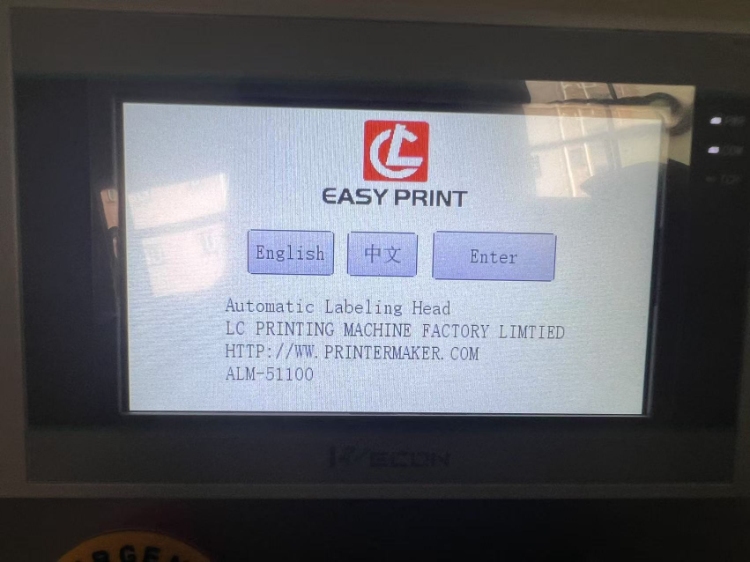 EASY PRINT
English 中文 Enter
Automatic Labeling Head
LC PRINTING MACHINE FACTORY LIMTIED
HTTP://WW.PRINTERMAKER.COM
ALM-51100
WECON